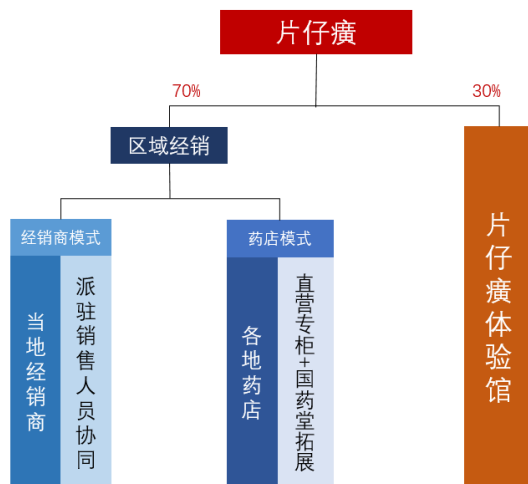 片仔癀
70%
30%
区域经销
经销商模式
药店模式
当地经销商
派驻销售人员协同
各地药店
直营专柜+国药堂拓展
片仔癀体验馆